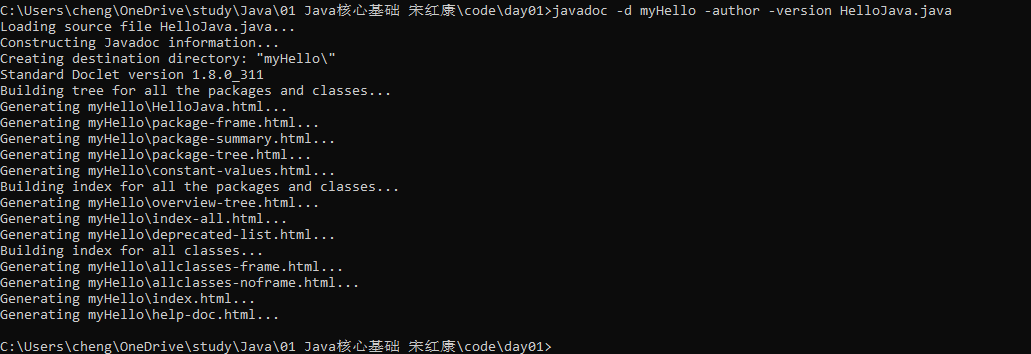 C:\Users\cheng\OneDrive\study\Java\01 Java核心基础 宋红康\code\day01>javadoc -d myHello -author -version HelloJava.java
Loading source file HelloJava.java...
Constructing Javadoc information...
Creating destination directory: "myHello\"
Standard Doclet version 1.8.0_311
Building tree for all the packages and classes...
Generating myHello\HelloJava.html...
Generating myHello\package-frame.html...
Generating myHello\package-summary.html...
Generating myHello\package-tree.html...
Generating myHello\constant-values.html...
Building index for all the packages and classes...
Generating myHello\overview-tree.html...
Generating myHello\index-all.html...
Generating myHello\deprecated-list.html...
Building index for all classes...
Generating myHello\allclasses-frame.html...
Generating myHello\allclasses-noframe.html...
Generating myHello\index.html...
Generating myHello\help-doc.html...
C:\Users\cheng\OneDrive\study\Java\01 Java核心基础 宋红康\code\day01>